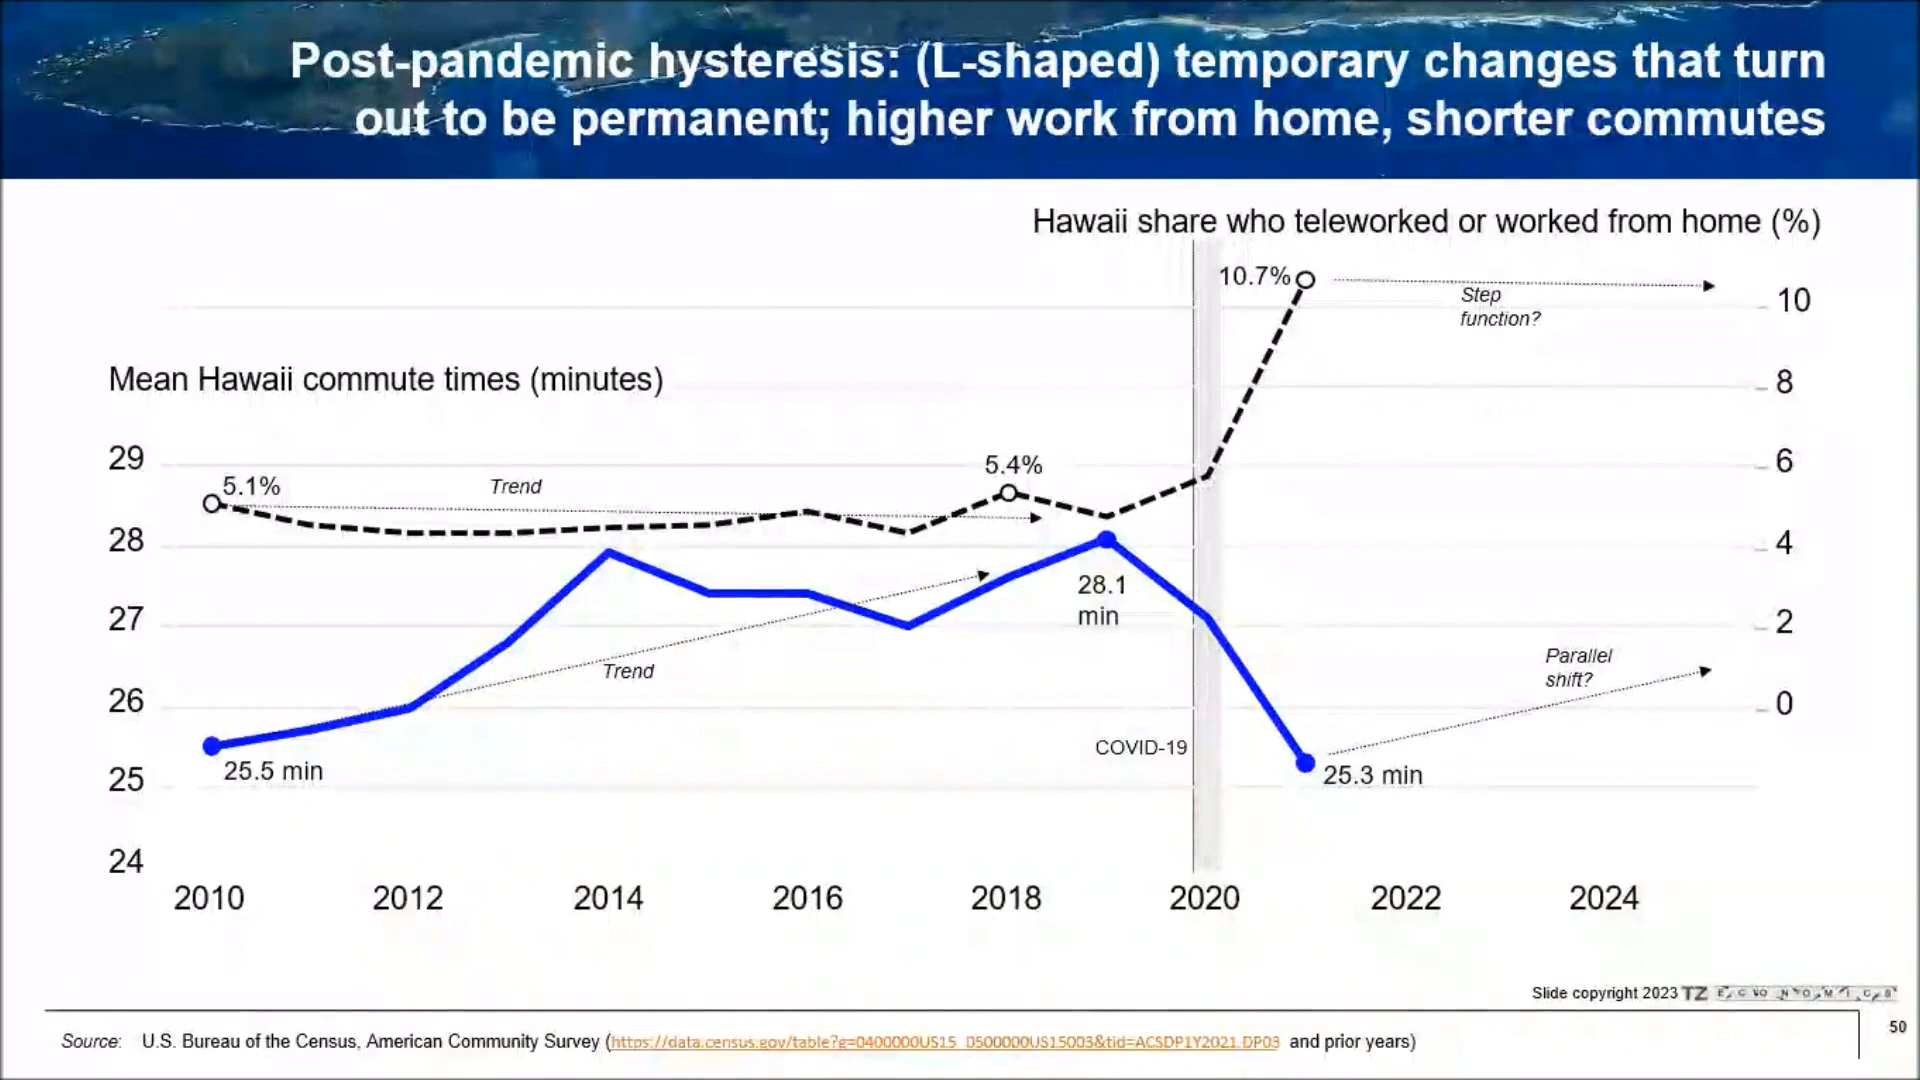 Post-pandemic hysteresis: (L-shaped) temporary changes that turn
out to be permanent; higher work from home, shorter commutes
Hawaii share who teleworked or worked from home (%)
10.7%
Step
function?
10
Mean Hawaii commute times (minutes)
8
29
5.4%
6
5.1%
Trend
28
4
28.1
min
27
2
Trend
Parallel
shift?
26
0
COVID-19
25.5 min
25.3 min
25
24
2010 2012 2014 2016 2018 2020 2022 2024
Slide copyright 2023 TZ ECONOMICS
50
Source: U.S. Bureau of the Census, American Community Survey (https://data.census.gov/table?g=0400000US15_0500000US15003&tid=ACSDP1Y2021.DP03 and prior years)